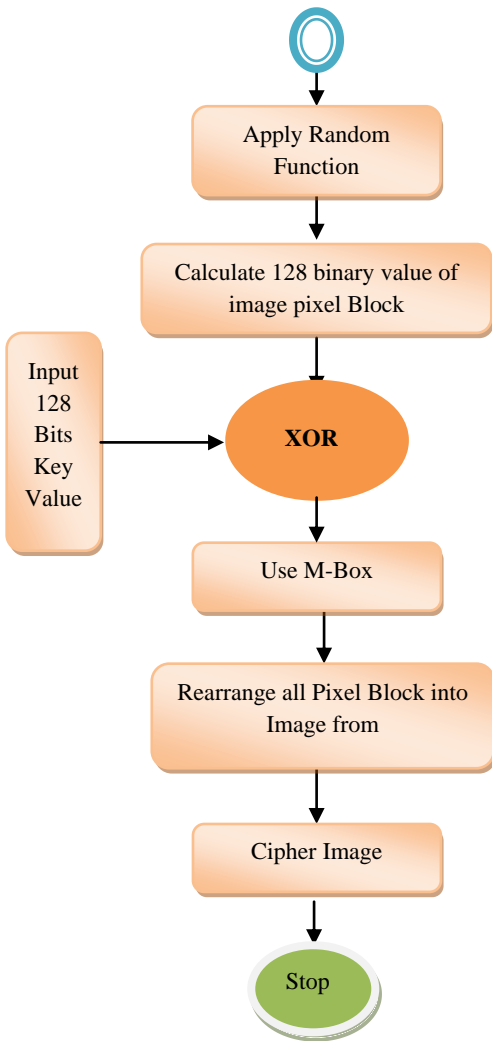 Apply Random
Function
Calculate 128 binary value of
image pixel Block
Input
128
Bits
Key
Value
XOR
Use M-Box
Rearrange all Pixel Block into
Image from
Cipher Image
Stop